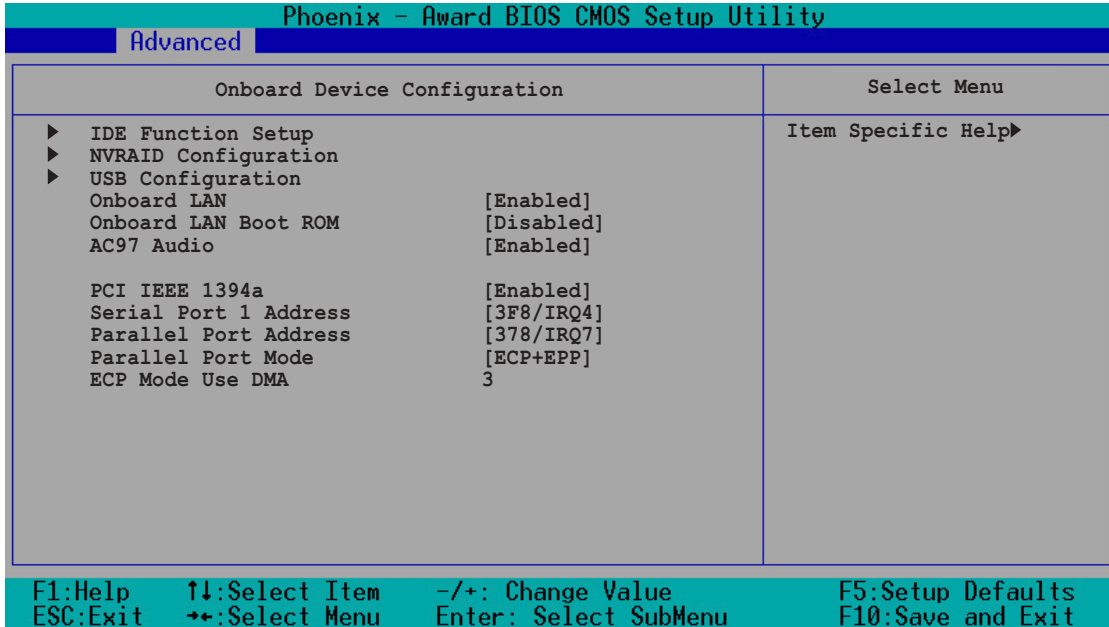 Phoenix - Award BIOS CMOS Setup Utility
Advanced
Onboard Device Configuration
Select Menu
IDE Function Setup
Item Specific Help
NVRAID Configuration
USB Configuration
Onboard LAN [Enabled]
Onboard LAN Boot ROM [Disabled]
AC97 Audio [Enabled]
PCI IEEE 1394a [Enabled]
Serial Port 1 Address [3F8/IRQ4]
Parallel Port Address [378/IRQ7]
Parallel Port Mode [ECP+EPP]
ECP Mode Use DMA 3
F1:Help ↑↓:Select Item -/+: Change Value F5:Setup Defaults
ESC:Exit →←:Select Menu Enter: Select SubMenu F10:Save and Exit